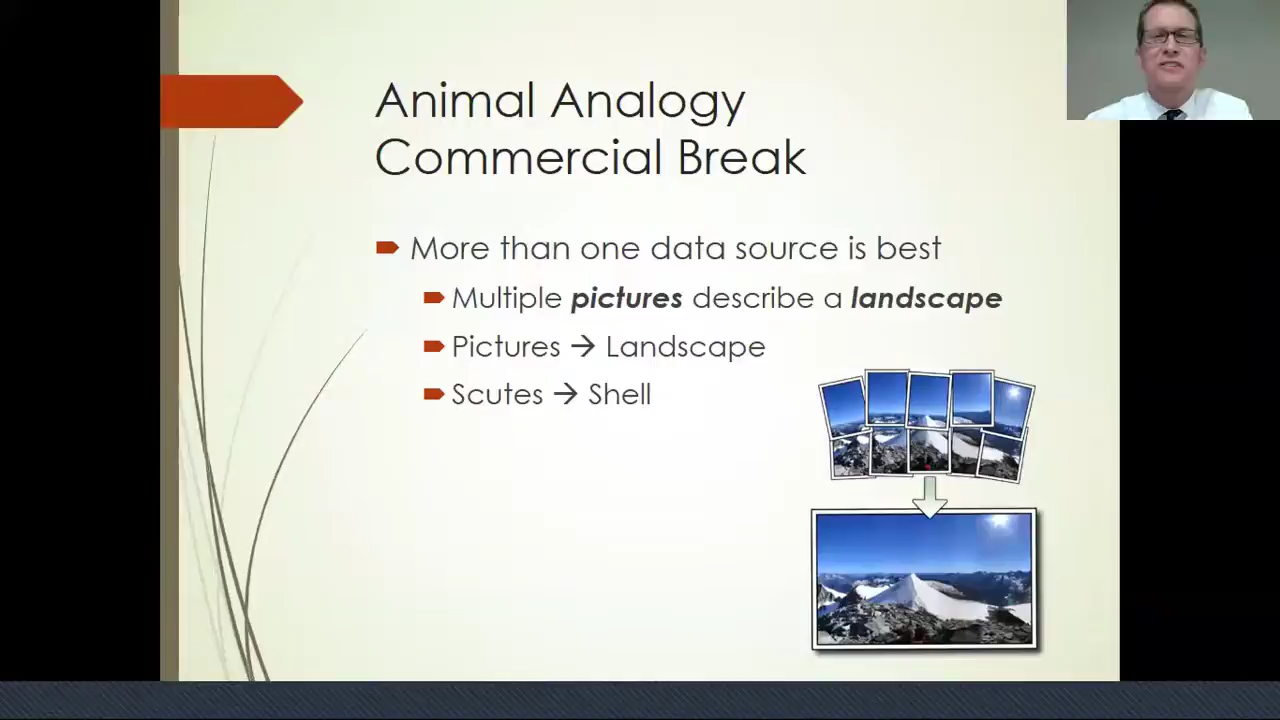 Animal Analogy
Commercial Break
More than one data source is best
Multiple pictures describe a landscape
Pictures → Landscape
Scutes → Shell